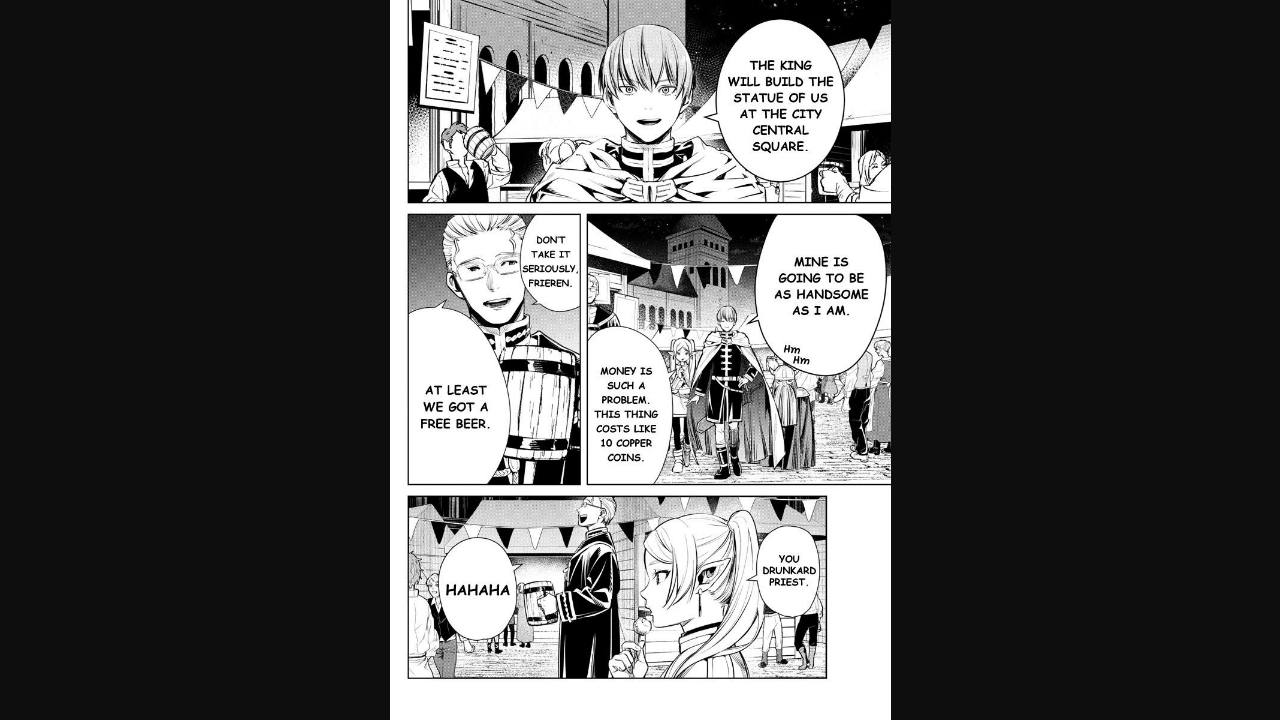 THE KING
WILL BUILD THE
STATUE OF US
AT THE CITY
CENTRAL
SQUARE.
MINE IS
GOING TO BE
AS HANDSOME
AS I AM.
Hm
Hm
MONEY IS
SUCH A
PROBLEM.
THIS THING
COSTS LIKE
10 COPPER
COINS.
DON'T
TAKE IT
SERIOUSLY,
FRIEREN.
AT LEAST
WE GOT A
FREE BEER.
YOU
DRUNKARD
PRIEST.
HAHAHA